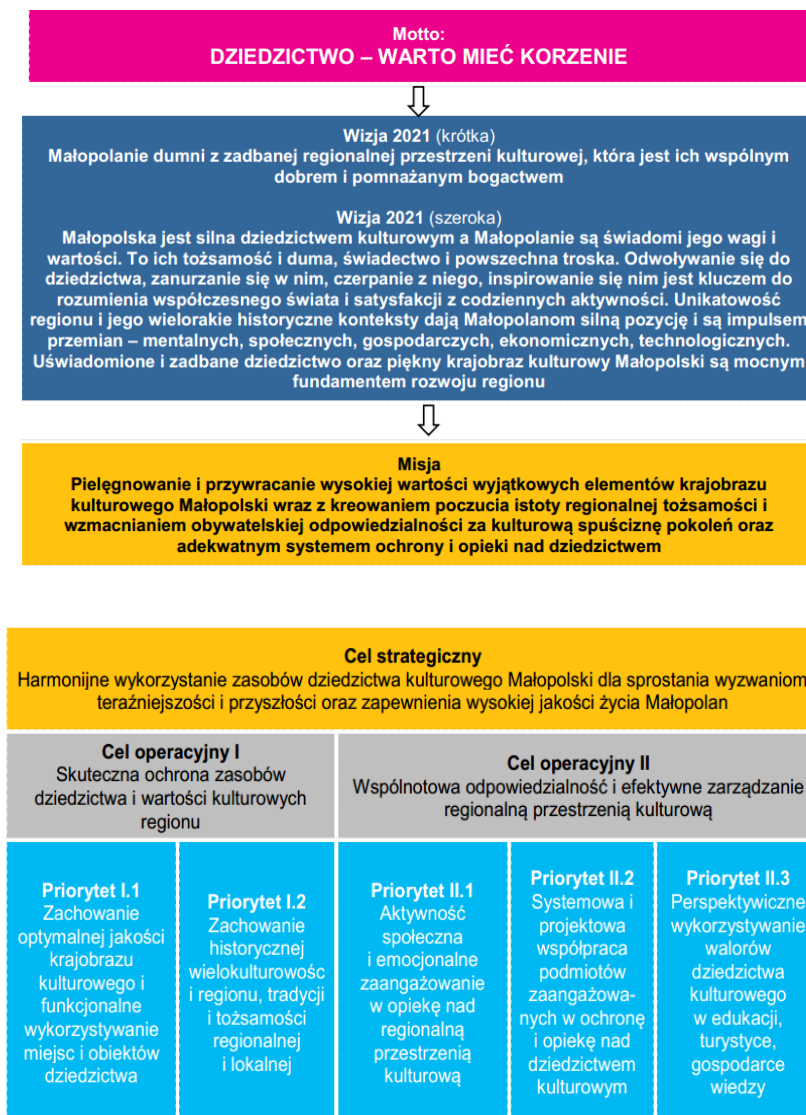 Motto:
DZIEDZICTWO – WARTO MIEĆ KORZENIE
Wizja 2021 (krótka)
Małopolanie dumni z zadbanej regionalnej przestrzeni kulturowej, która jest ich wspólnym
dobrem i pomnażanym bogactwem
Wizja 2021 (szeroka)
Małopolska jest silna dziedzictwem kulturowym a Małopolanie są świadomi jego wagi i
wartości. To ich tożsamość i duma, świadectwo i powszechna troska. Odwoływanie się do
dziedzictwa, zanurzanie się w nim, czerpanie z niego, inspirowanie się nim jest kluczem do
rozumienia współczesnego świata i satysfakcji z codziennych aktywności. Unikatowość
regionu i jego wielorakie historyczne konteksty dają Małopolanom silną pozycję i są impulsem
przemian – mentalnych, społecznych, gospodarczych, ekonomicznych, technologicznych.
Uświadomione i zadbane dziedzictwo oraz piękny krajobraz kulturowy Małopolski są mocnym
fundamentem rozwoju regionu
Misja
Pielęgnowanie i przywracanie wysokiej wartości wyjątkowych elementów krajobrazu
kulturowego Małopolski wraz z kreowaniem poczucia istoty regionalnej tożsamości i
wzmacnianiem obywatelskiej odpowiedzialności za kulturową spuściznę pokoleń oraz
adekwatnym systemem ochrony i opieki nad dziedzictwem
Cel strategiczny
Harmonijne wykorzystanie zasobów dziedzictwa kulturowego Małopolski dla sprostania wyzwaniom
teraźniejszości i przyszłości oraz zapewnienia wysokiej jakości życia Małopolan
Cel operacyjny I
Skuteczna ochrona zasobów
dziedzictwa i wartości kulturowych
regionu
Cel operacyjny II
Wspólnotowa odpowiedzialność i efektywne zarządzanie
regionalną przestrzenią kulturową
Priorytet I.1
Zachowanie
optymalnej jakości
krajobrazu
kulturowego i
funkcjonalne
wykorzystywanie
miejsc i obiektów
dziedzictwa
Priorytet I.2
Zachowanie
historycznej
wielokulturowośc
i regionu, tradycji
i tożsamości
regionalnej
i lokalnej
Priorytet II.1
Aktywność
społeczna
i emocjonalne
zaangażowanie
w opiekę nad
regionalną
przestrzenią
kulturową
Priorytet II.2
Systemowa i
projektowa
współpraca
podmiotów
zaangażowa-
nych w ochronę
i opiekę nad
dziedzictwem
kulturowym
Priorytet II.3
Perspektywiczne
wykorzystywanie
walorów
dziedzictwa
kulturowego
w edukacji,
turystyce,
gospodarce
wiedzy